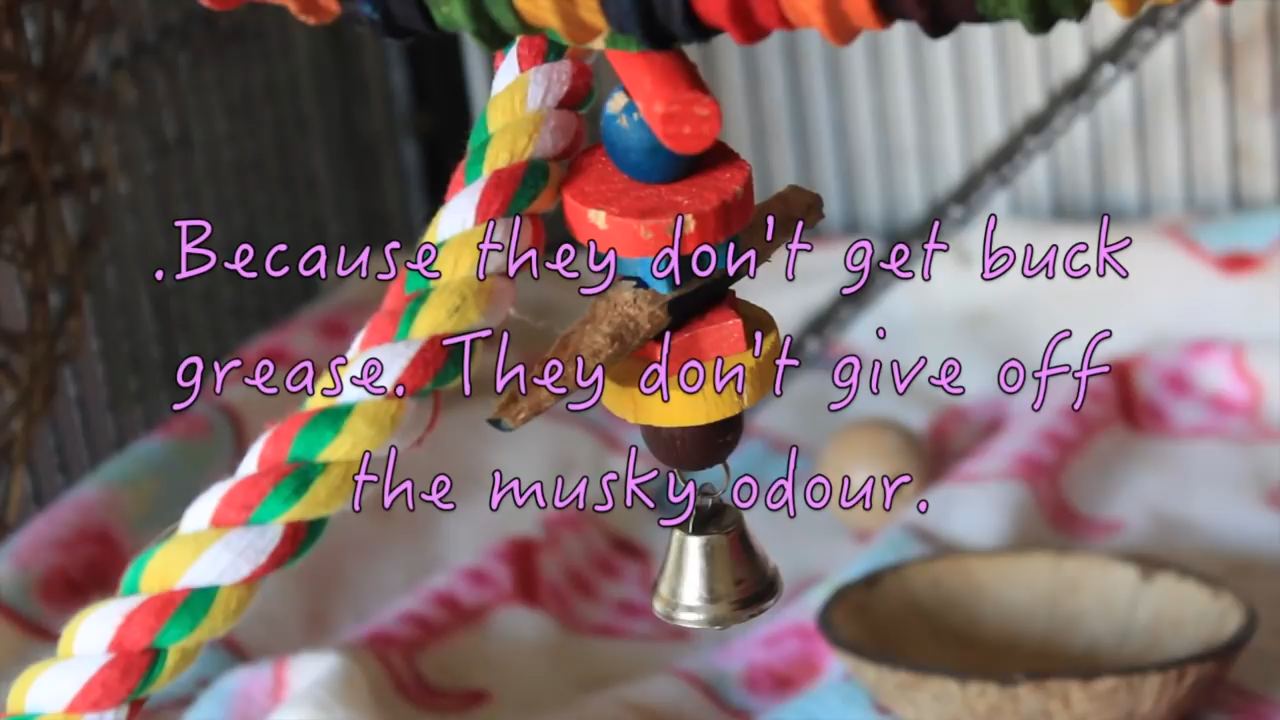 .Because they don't get buck
grease. They don't give off
the musky odour.